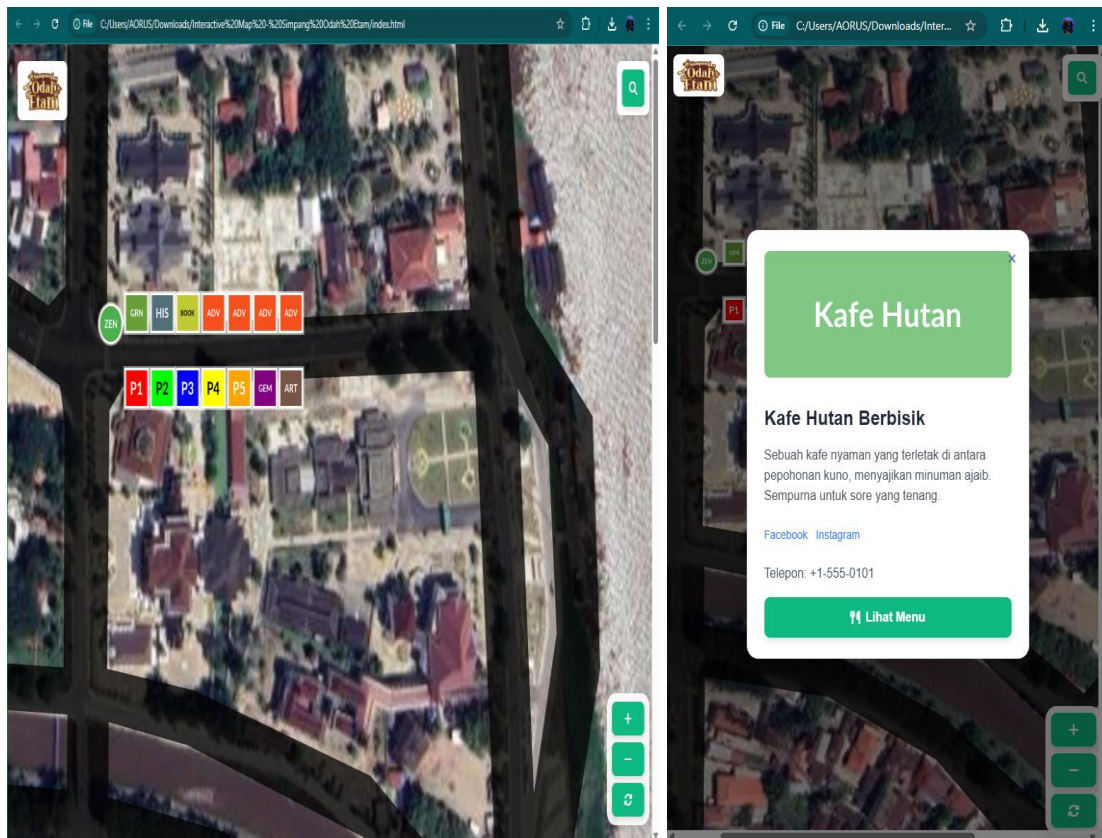 File C:/Users/AORUS/Downloads/Interactive%20Map%20-%20Simpang%20Odah%20Etam/index.html
Odah
Etam
ZEN GRN HIS BOOK ADV ADV ADV ADV
P1 P2 P3 P4 P5 GEM ART
+
-
File C:/Users/AORUS/Downloads/Inter...
Odah
Etam
ZEN GRN
P1
x
Kafe Hutan
Kafe Hutan Berbisik
Sebuah kafe nyaman yang terletak di antara
pepohonan kuno, menyajikan minuman ajaib.
Sempurna untuk sore yang tenang.
Facebook Instagram
Telepon: +1-555-0101
Lihat Menu
+
-